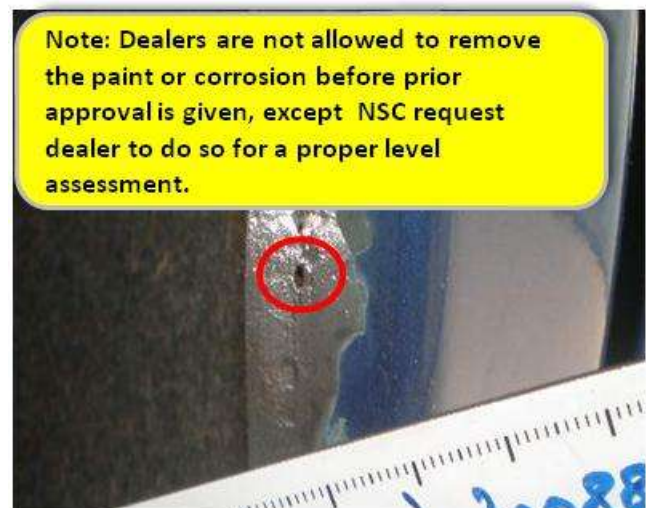 Note: Dealers are not allowed to remove
the paint or corrosion before prior
approval is given, except NSC request
dealer to do so for a proper level
assessment.